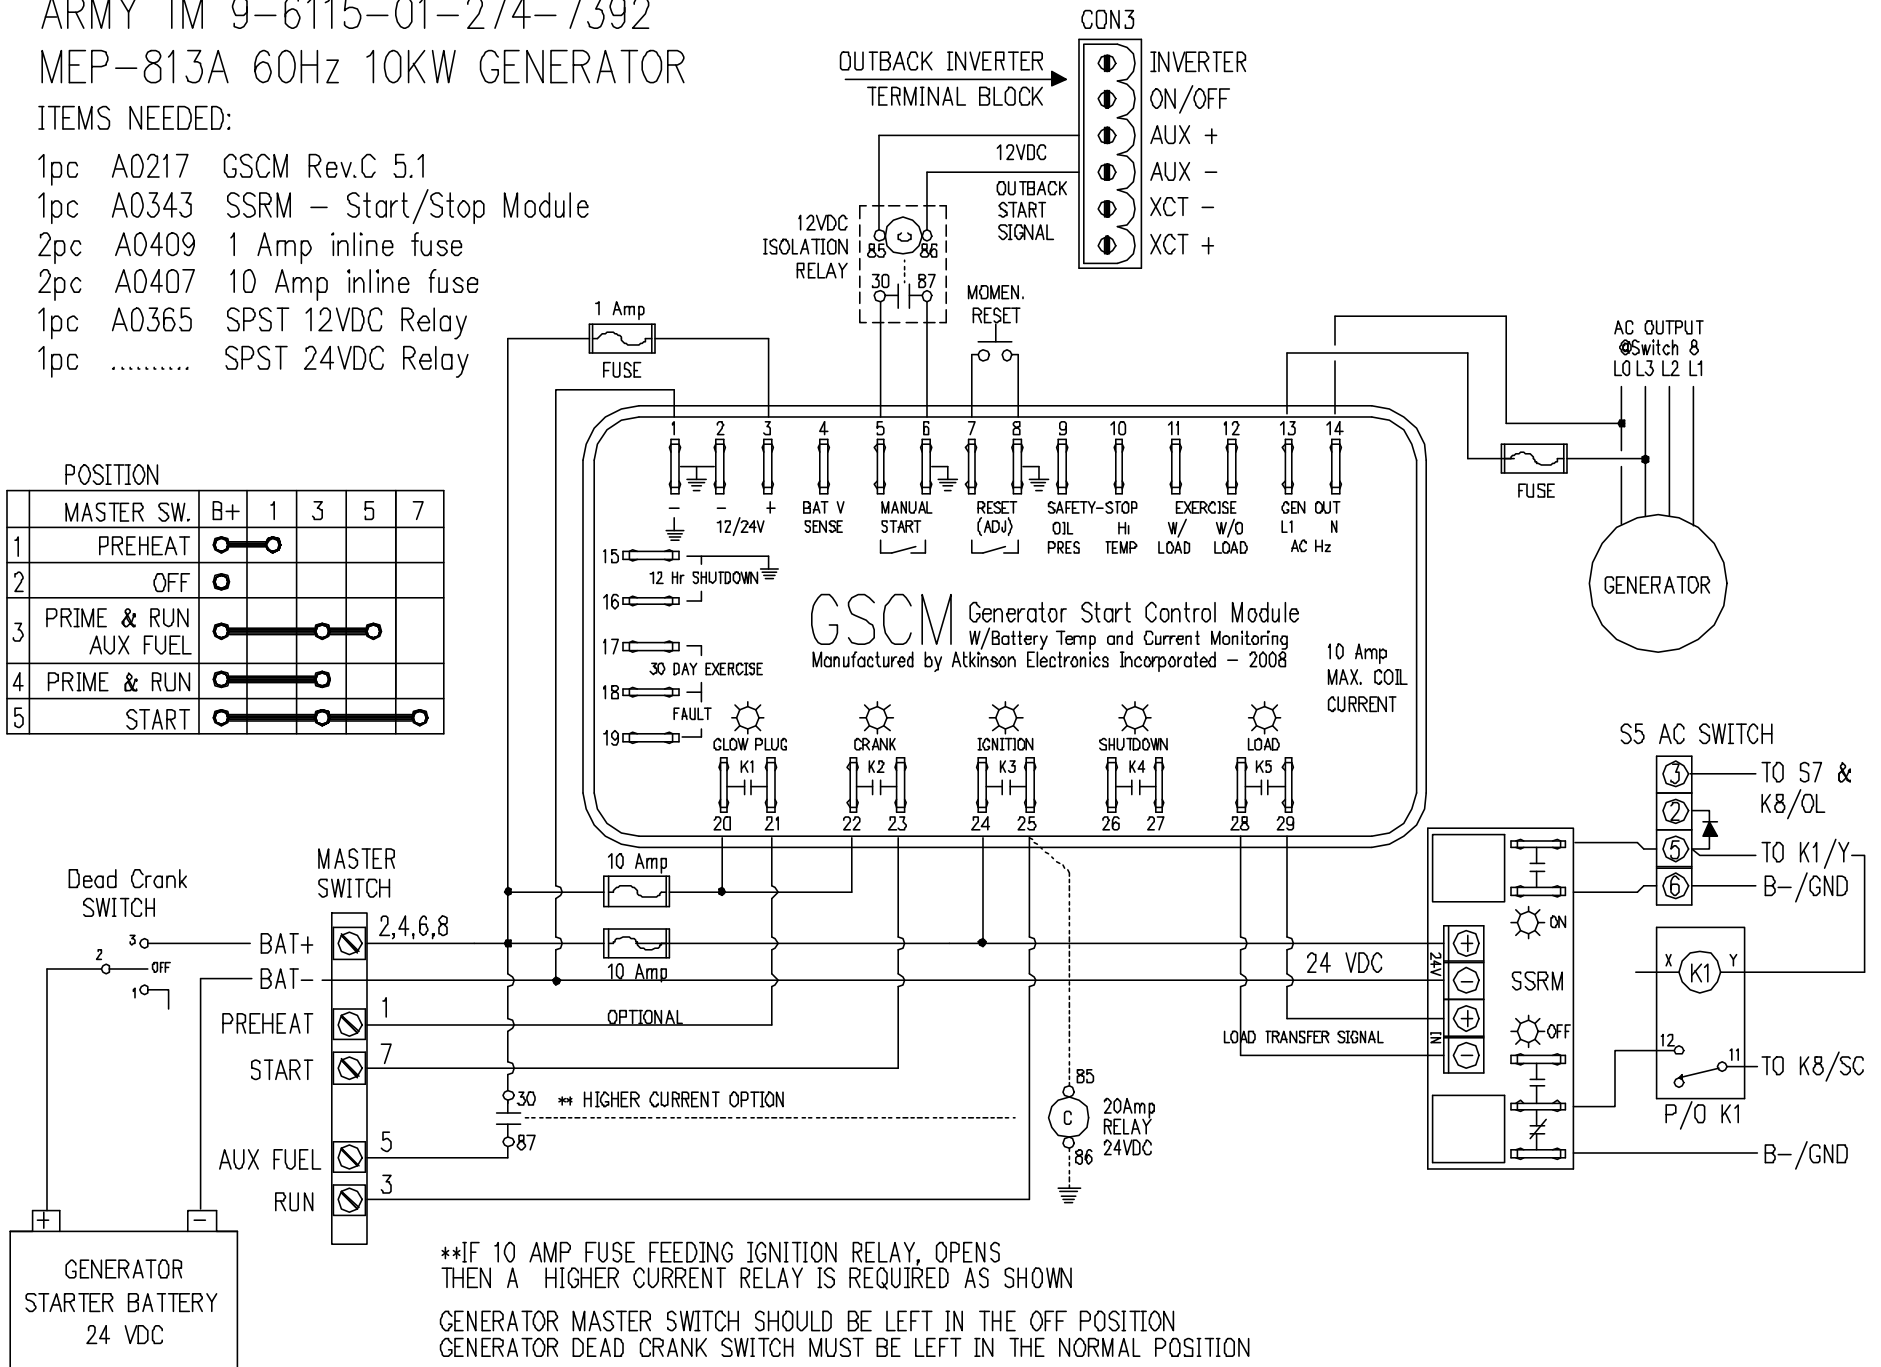 ARMY TM 9-6115-01-274-7392
MEP-813A 60Hz 10KW GENERATOR
ITEMS NEEDED:
1pc A0217 GSCM Rev.C 5.1
1pc A0343 SSRM - Start/Stop Module
2pc A0409 1 Amp inline fuse
2pc A0407 10 Amp inline fuse
1pc A0365 SPST 12VDC Relay
1pc .......... SPST 24VDC Relay
CON3
OUTBACK INVERTER
TERMINAL BLOCK
INVERTER
ON/OFF
AUX +
AUX -
XCT -
XCT +
12VDC
OUTBACK
START
SIGNAL
12VDC
ISOLATION
RELAY
C
85 86
30 87
MOMEN.
RESET
1 Amp
FUSE
AC OUTPUT
@Switch 8
L0 L3 L2 L1
FUSE
GENERATOR
POSITION
MASTER SW. B+ 1 3 5 7
1 PREHEAT
2 OFF
3 PRIME & RUN
AUX FUEL
4 PRIME & RUN
5 START
1 2 3 4 5 6 7 8 9 10 11 12 13 14
- - +
12/24V
BAT V
SENSE
MANUAL
START
RESET
(ADJ)
SAFETY-STOP
OIL
PRES
Hi
TEMP
EXERCISE
W/
LOAD
W/O
LOAD
GEN OUT
L1 N
AC Hz
15
12 Hr SHUTDOWN
16
17
30 DAY EXERCISE
18
FAULT
19
GSCM Generator Start Control Module
W/Battery Temp and Current Monitoring
Manufactured by Atkinson Electronics Incorporated - 2008
10 Amp
MAX. COIL
CURRENT
GLOW PLUG
K1
CRANK
K2
IGNITION
K3
SHUTDOWN
K4
LOAD
K5
20 21 22 23 24 25 26 27 28 29
S5 AC SWITCH
3
2
5
6
TO S7 &
K8/OL
TO K1/Y
B-/GND
ON
SSRM
OFF
24V
+
-
IN
+
-
X K1 Y
12
11
TO K8/SC
P/O K1
B-/GND
24 VDC
LOAD TRANSFER SIGNAL
Dead Crank
SWITCH
3
2
OFF
1
MASTER
SWITCH
BAT+
2,4,6,8
BAT-
PREHEAT
1
START
7
AUX FUEL
5
RUN
3
10 Amp
10 Amp
OPTIONAL
30
87
** HIGHER CURRENT OPTION
85
C
86
20Amp
RELAY
24VDC
+ -
GENERATOR
STARTER BATTERY
24 VDC
**IF 10 AMP FUSE FEEDING IGNITION RELAY, OPENS
THEN A HIGHER CURRENT RELAY IS REQUIRED AS SHOWN
GENERATOR MASTER SWITCH SHOULD BE LEFT IN THE OFF POSITION
GENERATOR DEAD CRANK SWITCH MUST BE LEFT IN THE NORMAL POSITION